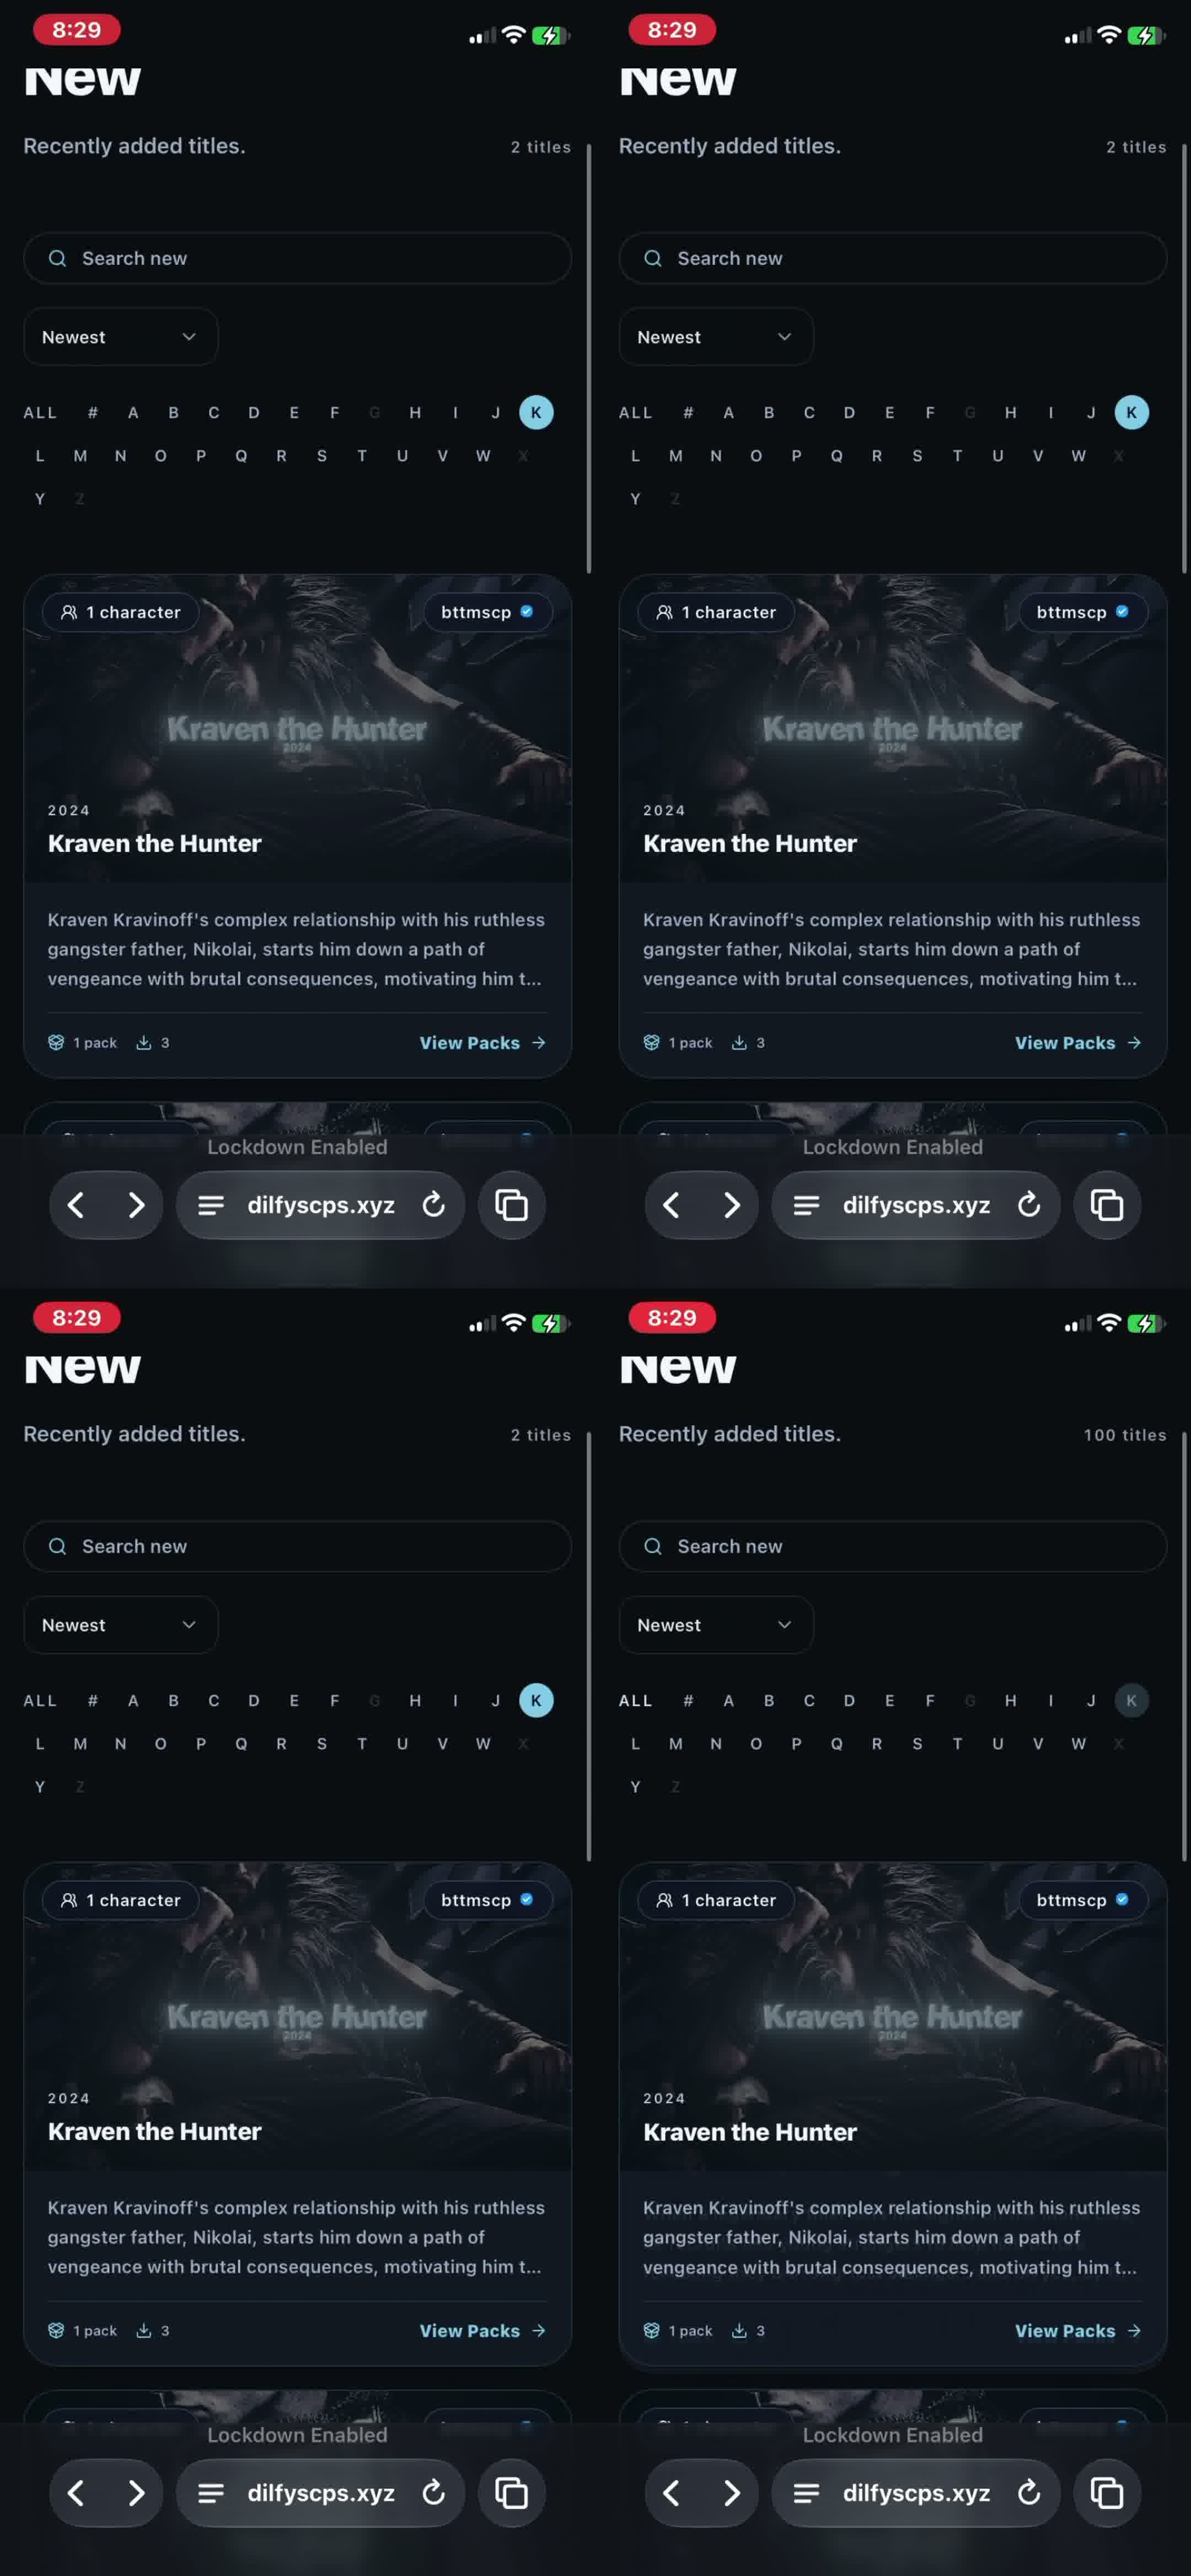 8:29
New
Recently added titles. 2 titles
Search new
Newest
ALL # A B C D E F G H I J K
L M N O P Q R S T U V W X
Y Z
1 character bttmscp
Kraven the Hunter
2024
2024
Kraven the Hunter
Kraven Kravinoff's complex relationship with his ruthless
gangster father, Nikolai, starts him down a path of
vengeance with brutal consequences, motivating him t...
1 pack 3 View Packs →
Lockdown Enabled
dilfyscps.xyz
8:29
New
Recently added titles. 2 titles
Search new
Newest
ALL # A B C D E F G H I J K
L M N O P Q R S T U V W X
Y Z
1 character bttmscp
Kraven the Hunter
2024
2024
Kraven the Hunter
Kraven Kravinoff's complex relationship with his ruthless
gangster father, Nikolai, starts him down a path of
vengeance with brutal consequences, motivating him t...
1 pack 3 View Packs →
Lockdown Enabled
dilfyscps.xyz
8:29
New
Recently added titles. 2 titles
Search new
Newest
ALL # A B C D E F G H I J K
L M N O P Q R S T U V W X
Y Z
1 character bttmscp
Kraven the Hunter
2024
2024
Kraven the Hunter
Kraven Kravinoff's complex relationship with his ruthless
gangster father, Nikolai, starts him down a path of
vengeance with brutal consequences, motivating him t...
1 pack 3 View Packs →
Lockdown Enabled
dilfyscps.xyz
8:29
New
Recently added titles. 100 titles
Search new
Newest
ALL # A B C D E F G H I J K
L M N O P Q R S T U V W X
Y Z
1 character bttmscp
Kraven the Hunter
2024
2024
Kraven the Hunter
Kraven Kravinoff's complex relationship with his ruthless
gangster father, Nikolai, starts him down a path of
vengeance with brutal consequences, motivating him t...
1 pack 3 View Packs →
Lockdown Enabled
dilfyscps.xyz